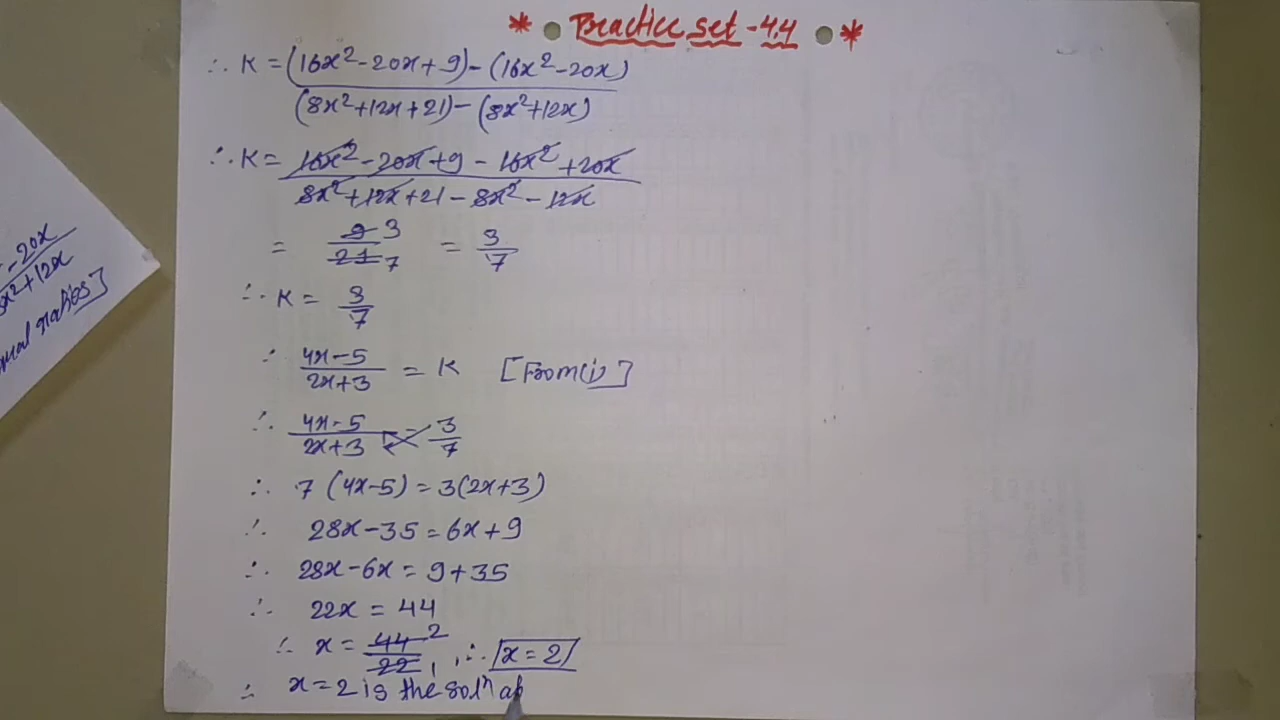 * Practice set - 4.4 *
∴ K = (16x² - 20x + 9) - (16x² - 20x)
(8x² + 12x + 21) - (8x² + 12x)
∴ K = 16x² - 20x + 9 - 16x² + 20x
8x² + 12x + 21 - 8x² - 12x
= 9 3 / 21 7 = 3/7
∴ K = 3/7
∴ 4x - 5 / 2x + 3 = K [From (i)]
∴ 4x - 5 / 2x + 3 = 3/7
∴ 7 (4x - 5) = 3(2x + 3)
∴ 28x - 35 = 6x + 9
∴ 28x - 6x = 9 + 35
∴ 22x = 44
∴ x = 44 2 / 22 1 , ∴ x = 2
∴ x = 2 is the solⁿ of
- 20x
x² + 12x